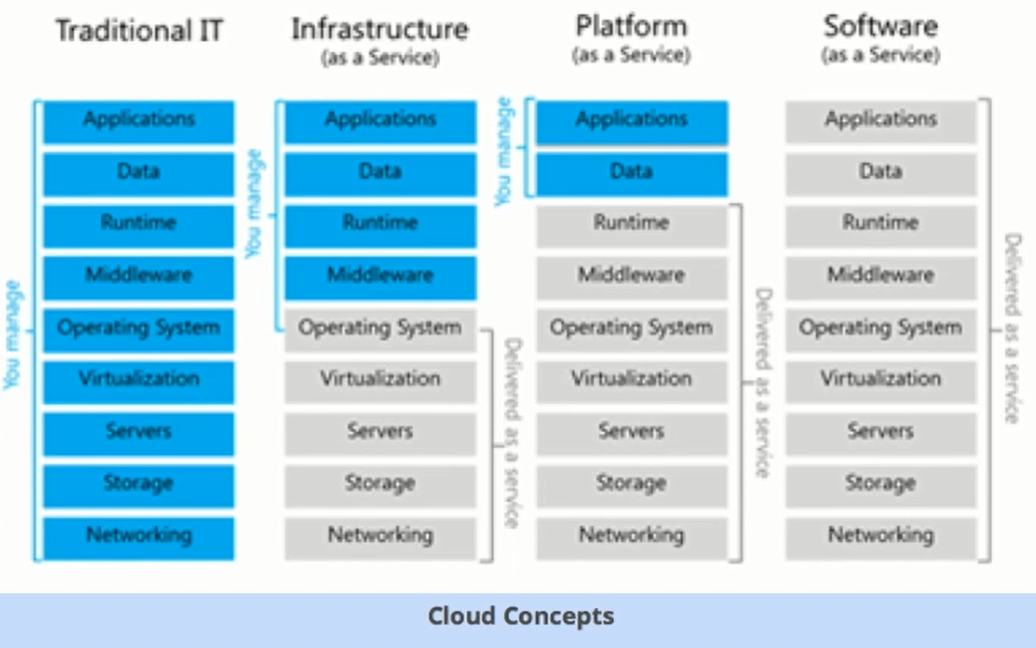 Traditional IT
Infrastructure
(as a Service)
Platform
(as a Service)
Software
(as a Service)
You manage
Applications
Data
Runtime
Middleware
Operating System
Virtualization
Servers
Storage
Networking
You manage
Applications
Data
Runtime
Middleware
Operating System
Virtualization
Servers
Storage
Networking
Delivered as a service
You manage
Applications
Data
Runtime
Middleware
Operating System
Virtualization
Servers
Storage
Networking
Delivered as a service
Applications
Data
Runtime
Middleware
Operating System
Virtualization
Servers
Storage
Networking
Delivered as a service
Cloud Concepts